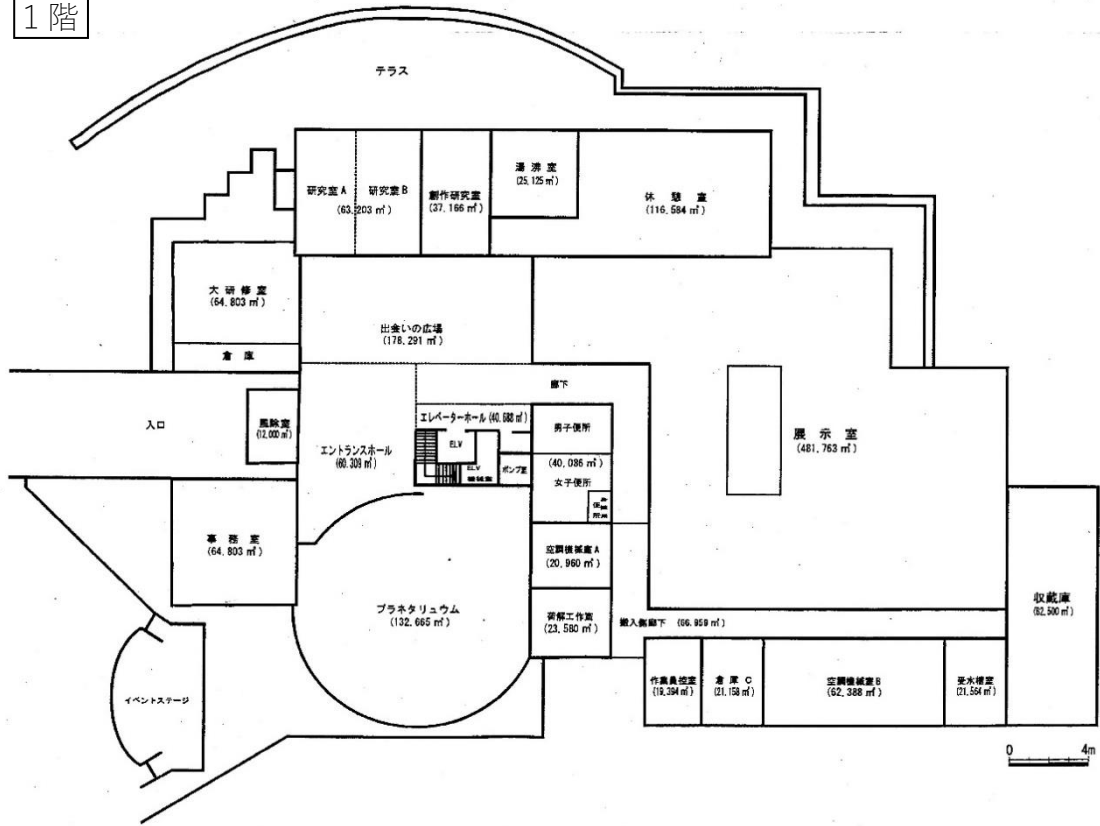 1階
テラス
研究室A
研究室B
(63.203㎡)
創作研究室
(37.166㎡)
湯沸室
(25.125㎡)
休憩室
(116.584㎡)
大研修室
(64.803㎡)
倉庫
出会いの広場
(178.291㎡)
入口
風除室
(12.000㎡)
エントランスホール
(60.309㎡)
廊下
エレベーターホール(40.688㎡)
ELV
ELV
機械室
ポンプ室
男子便所
(40.086㎡)
女子便所
展示室
(481.763㎡)
事務室
(64.803㎡)
空調機械室A
(20.960㎡)
荷解工作室
(23.580㎡)
プラネタリュウム
(132.665㎡)
搬入側廊下 (66.959㎡)
収蔵庫
(82.500㎡)
イベントステージ
作業員控室
(19.394㎡)
倉庫C
(21.158㎡)
空調機械室B
(62.388㎡)
受水槽室
(21.564㎡)
0 4m